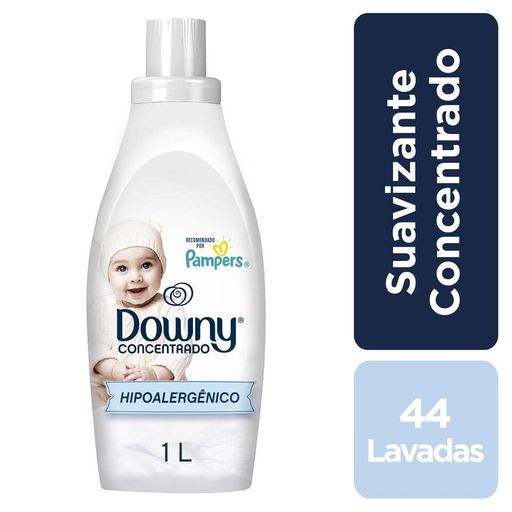 RECOMENDADO
POR
Pampers®
Downy®
CONCENTRADO
HIPOALERGÊNICO
1 L
Suavizante
Concentrado
44
Lavadas